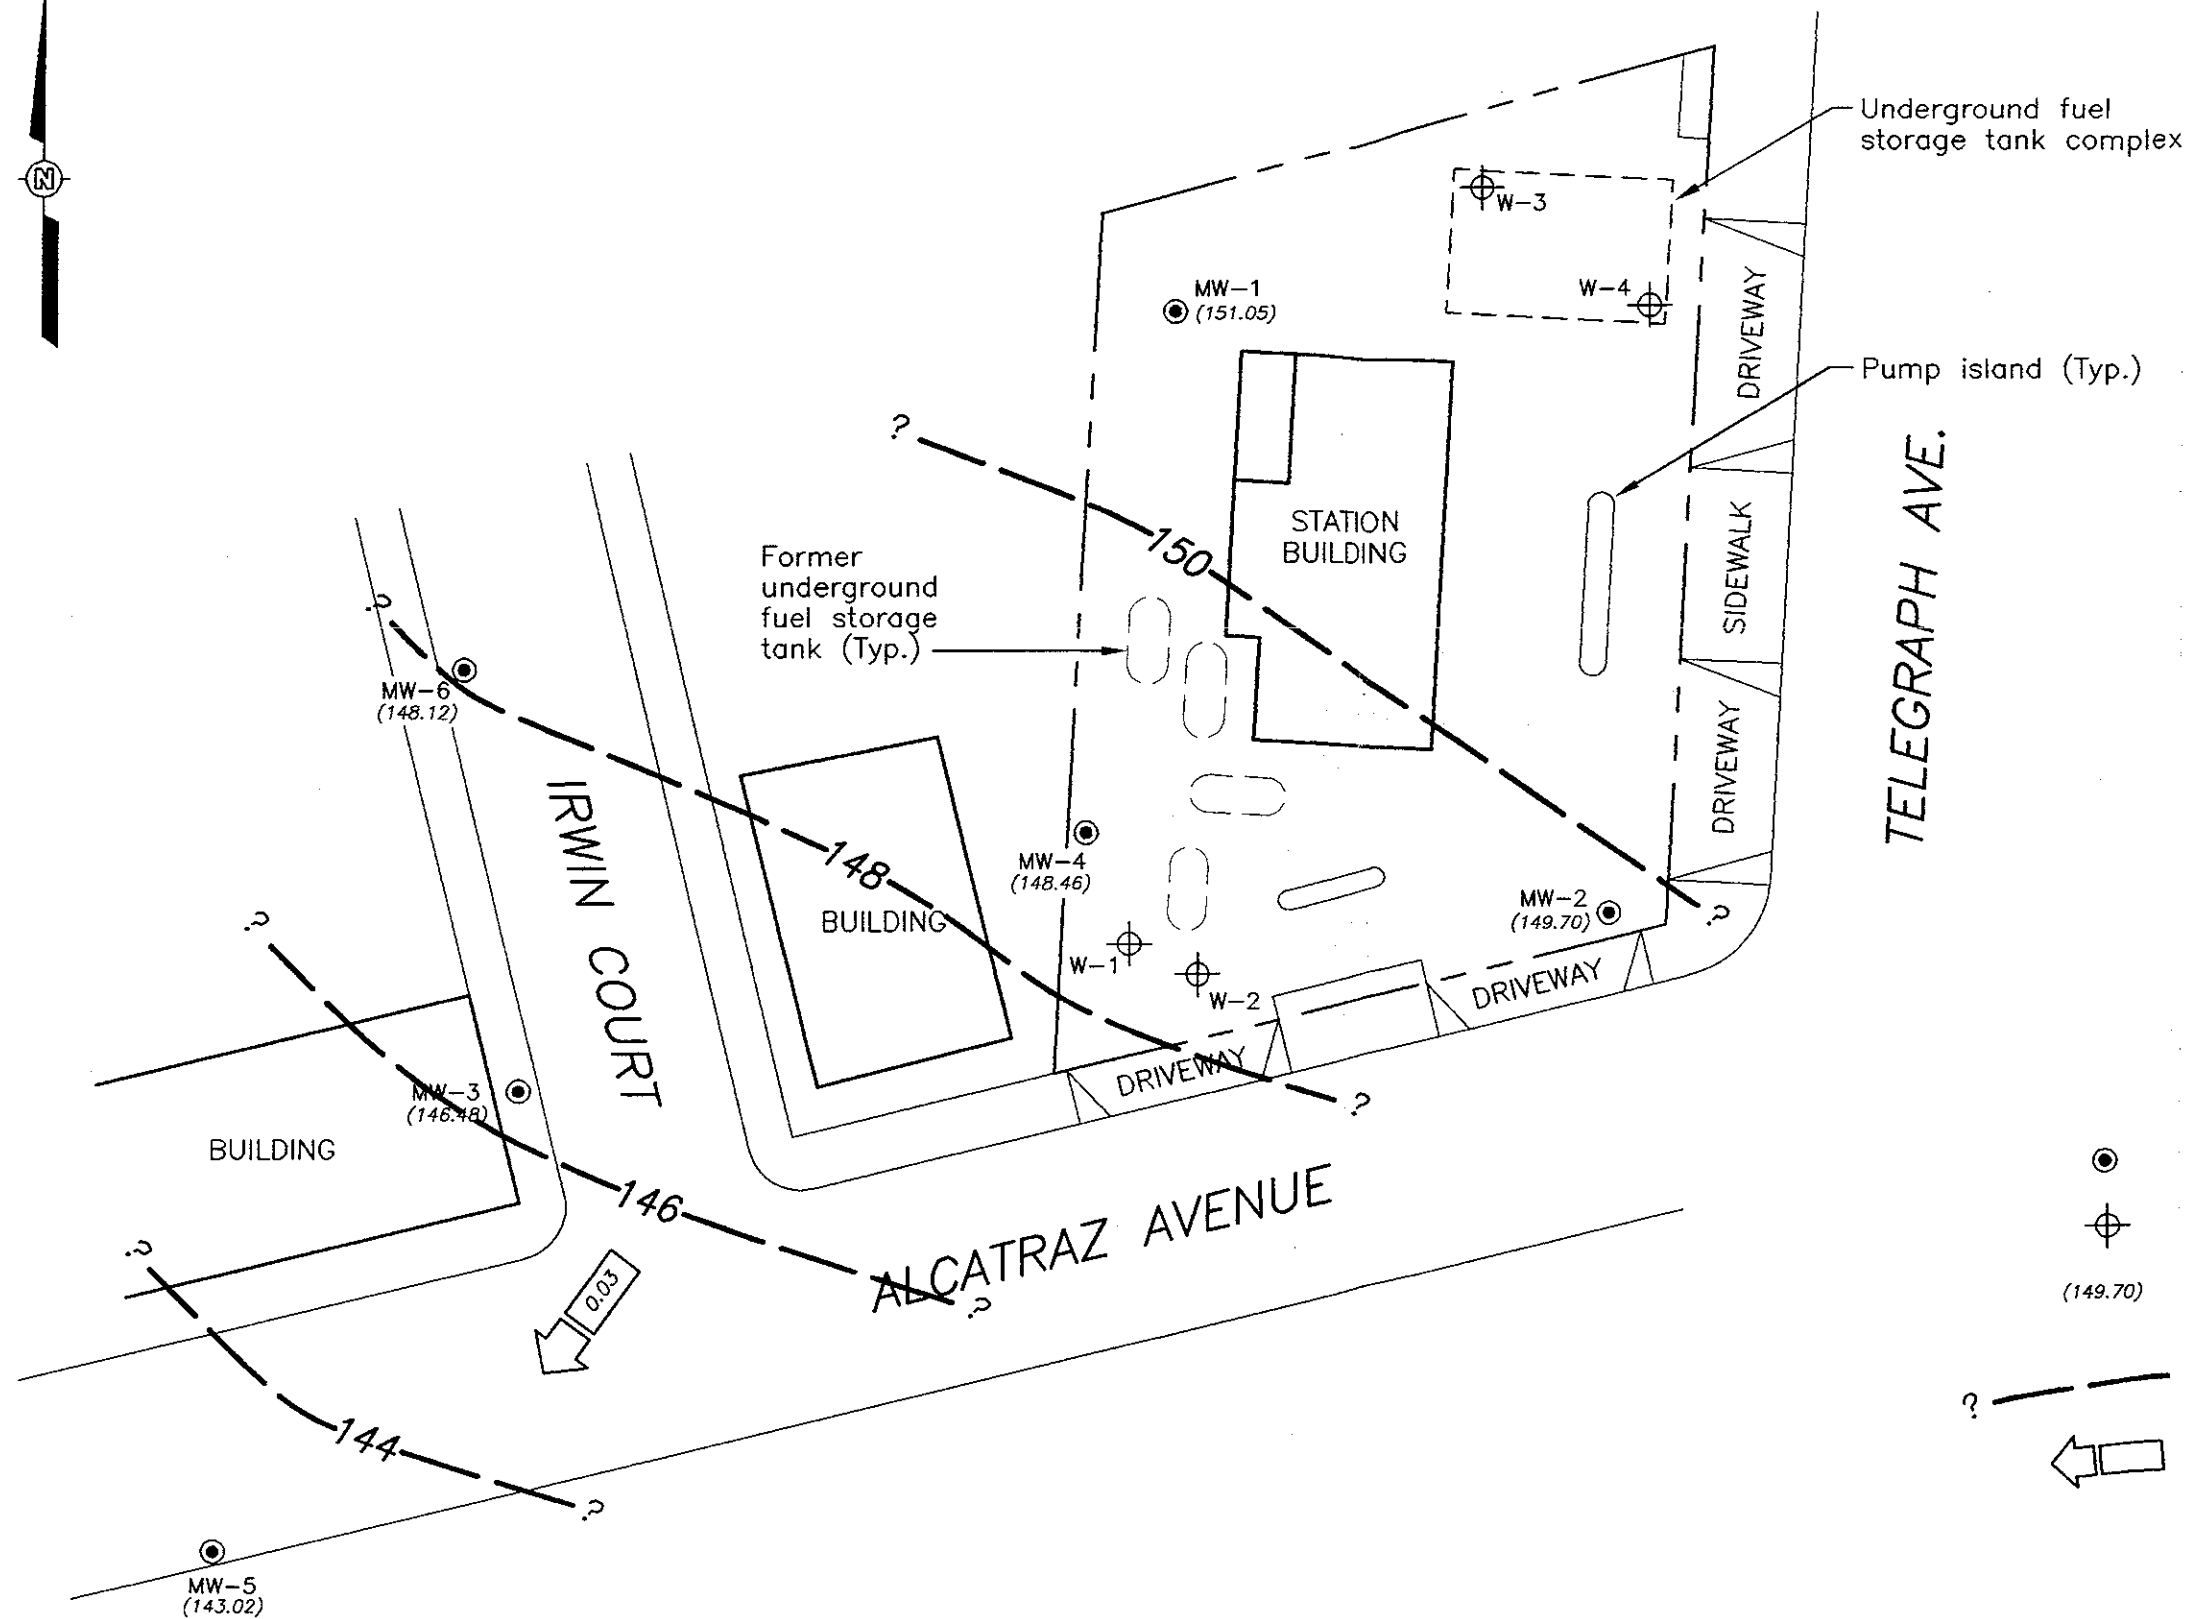 N
Underground fuel
storage tank complex
W-3
W-4
MW-1
(151.05)
DRIVEWAY
Pump island (Typ.)
?
STATION
BUILDING
150
SIDEWALK
TELEGRAPH AVE.
Former
underground
fuel storage
tank (Typ.)
?
MW-6
(148.12)
DRIVEWAY
IRWIN COURT
148
BUILDING
MW-4
(148.46)
MW-2
(149.70)
?
?
W-1
W-2
DRIVEWAY
DRIVEWAY
?
MW-3
(146.48)
BUILDING
146
ALCATRAZ AVENUE
?
?
0.03
(149.70)
?
144
?
MW-5
(143.02)